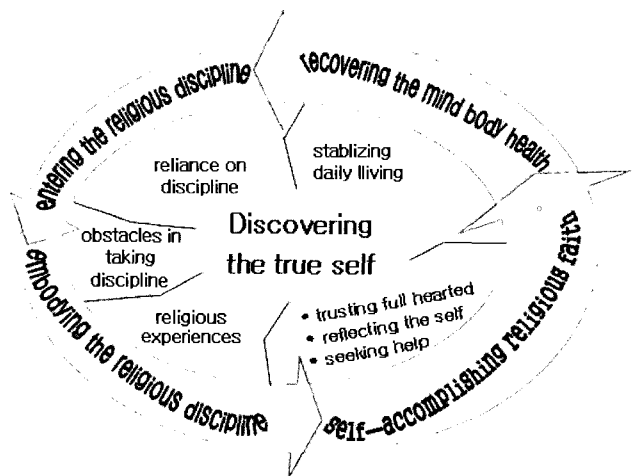 entering the religious discipline
recovering the mind body health
reliance on
discipline
stablizing
daily lliving
Discovering
the true self
obstacles in
taking
discipline
religious
experiences
• trusting full hearted
• reflecting the self
• seeking help
embodying the religious discipline
self-accomplishing religious faith